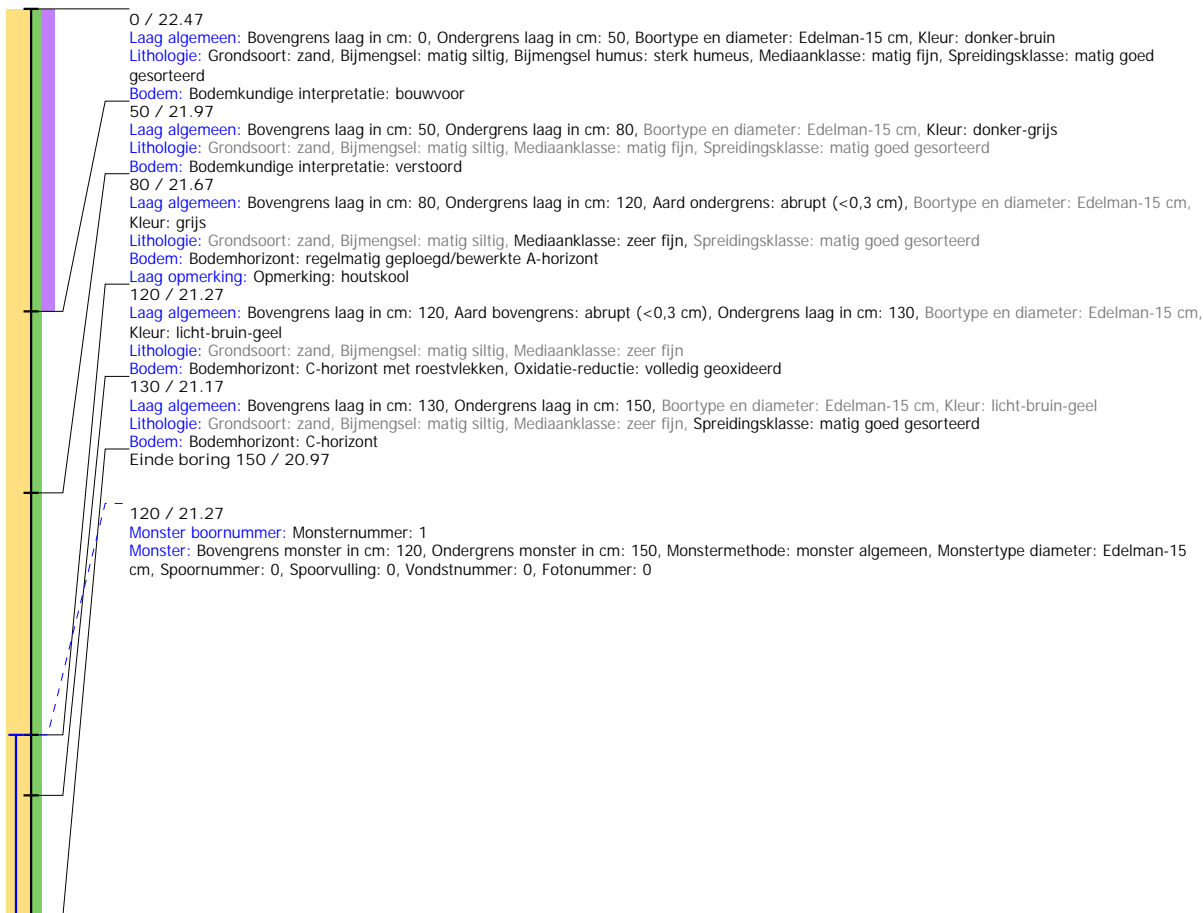 0 / 22.47
Laag algemeen: Bovengrens laag in cm: 0, Ondergrens laag in cm: 50, Boortype en diameter: Edelman-15 cm, Kleur: donker-bruin
Lithologie: Grondsoort: zand, Bijmengsel: matig siltig, Bijmengsel humus: sterk humeus, Mediaanklasse: matig fijn, Spreidingsklasse: matig goed
gesorteerd
Bodem: Bodemkundige interpretatie: bouwvoor
50 / 21.97
Laag algemeen: Bovengrens laag in cm: 50, Ondergrens laag in cm: 80, Boortype en diameter: Edelman-15 cm, Kleur: donker-grijs
Lithologie: Grondsoort: zand, Bijmengsel: matig siltig, Mediaanklasse: matig fijn, Spreidingsklasse: matig goed gesorteerd
Bodem: Bodemkundige interpretatie: verstoord
80 / 21.67
Laag algemeen: Bovengrens laag in cm: 80, Ondergrens laag in cm: 120, Aard ondergrens: abrupt (<0,3 cm), Boortype en diameter: Edelman-15 cm,
Kleur: grijs
Lithologie: Grondsoort: zand, Bijmengsel: matig siltig, Mediaanklasse: zeer fijn, Spreidingsklasse: matig goed gesorteerd
Bodem: Bodemhorizont: regelmatig geploegd/bewerkte A-horizont
Laag opmerking: Opmerking: houtskool
120 / 21.27
Laag algemeen: Bovengrens laag in cm: 120, Aard bovengrens: abrupt (<0,3 cm), Ondergrens laag in cm: 130, Boortype en diameter: Edelman-15 cm,
Kleur: licht-bruin-geel
Lithologie: Grondsoort: zand, Bijmengsel: matig siltig, Mediaanklasse: zeer fijn
Bodem: Bodemhorizont: C-horizont met roestvlekken, Oxidatie-reductie: volledig geoxideerd
130 / 21.17
Laag algemeen: Bovengrens laag in cm: 130, Ondergrens laag in cm: 150, Boortype en diameter: Edelman-15 cm, Kleur: licht-bruin-geel
Lithologie: Grondsoort: zand, Bijmengsel: matig siltig, Mediaanklasse: zeer fijn, Spreidingsklasse: matig goed gesorteerd
Bodem: Bodemhorizont: C-horizont
Einde boring 150 / 20.97
120 / 21.27
Monster boornummer: Monsternummer: 1
Monster: Bovengrens monster in cm: 120, Ondergrens monster in cm: 150, Monstermethode: monster algemeen, Monstertype diameter: Edelman-15
cm, Spoornummer: 0, Spoorvulling: 0, Vondstnummer: 0, Fotonummer: 0